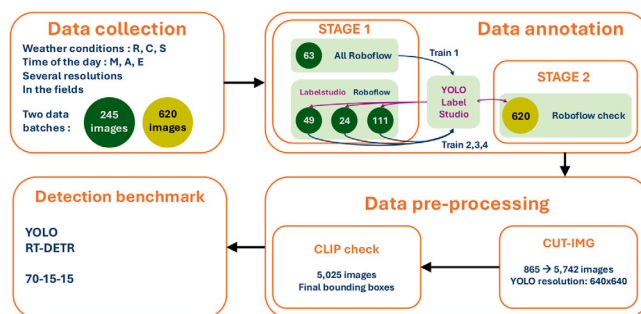 Data collection
Weather conditions : R, C, S
Time of the day : M, A, E
Several resolutions
In the fields
Two data
batches :
245
images
620
images
Data annotation
STAGE 1
63
All Roboflow
Train 1
Labelstudio
Roboflow
49
24
111
YOLO
Label
Studio
Train 2,3,4
STAGE 2
620
Roboflow check
Data pre-processing
CUT-IMG
865 → 5,742 images
YOLO resolution: 640x640
CLIP check
5,025 images
Final bounding boxes
Detection benchmark
YOLO
RT-DETR
70-15-15